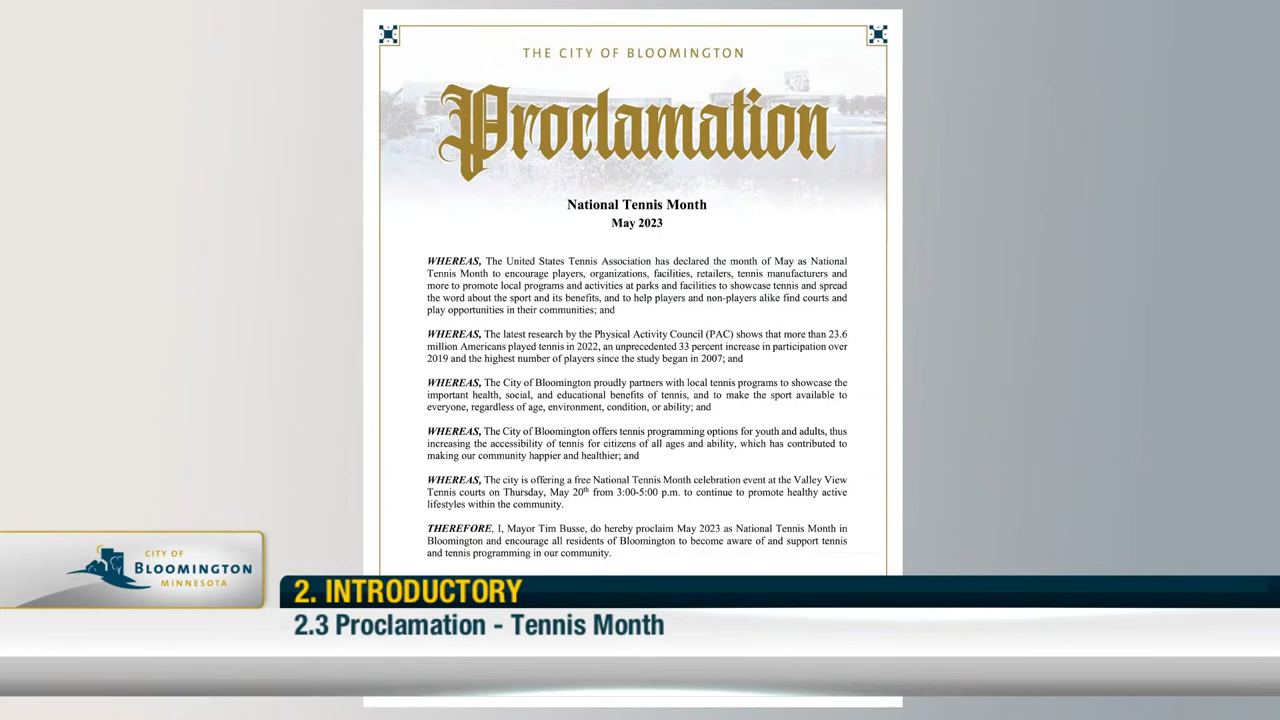 THE CITY OF BLOOMINGTON
Proclamation
National Tennis Month
May 2023
WHEREAS, The United States Tennis Association has declared the month of May as National
Tennis Month to encourage players, organizations, facilities, retailers, tennis manufacturers and
more to promote local programs and activities at parks and facilities to showcase tennis and spread
the word about the sport and its benefits, and to help players and non-players alike find courts and
play opportunities in their communities; and
WHEREAS, The latest research by the Physical Activity Council (PAC) shows that more than 23.6
million Americans played tennis in 2022, an unprecedented 33 percent increase in participation over
2019 and the highest number of players since the study began in 2007; and
WHEREAS, The City of Bloomington proudly partners with local tennis programs to showcase the
important health, social, and educational benefits of tennis, and to make the sport available to
everyone, regardless of age, environment, condition, or ability; and
WHEREAS, The City of Bloomington offers tennis programming options for youth and adults, thus
increasing the accessibility of tennis for citizens of all ages and ability, which has contributed to
making our community happier and healthier; and
WHEREAS, The city is offering a free National Tennis Month celebration event at the Valley View
Tennis courts on Thursday, May 20th from 3:00-5:00 p.m. to continue to promote healthy active
lifestyles within the community.
THEREFORE, I, Mayor Tim Busse, do hereby proclaim May 2023 as National Tennis Month in
Bloomington and encourage all residents of Bloomington to become aware of and support tennis
and tennis programming in our community.
CITY OF
BLOOMINGTON
MINNESOTA
2. INTRODUCTORY
2.3 Proclamation - Tennis Month